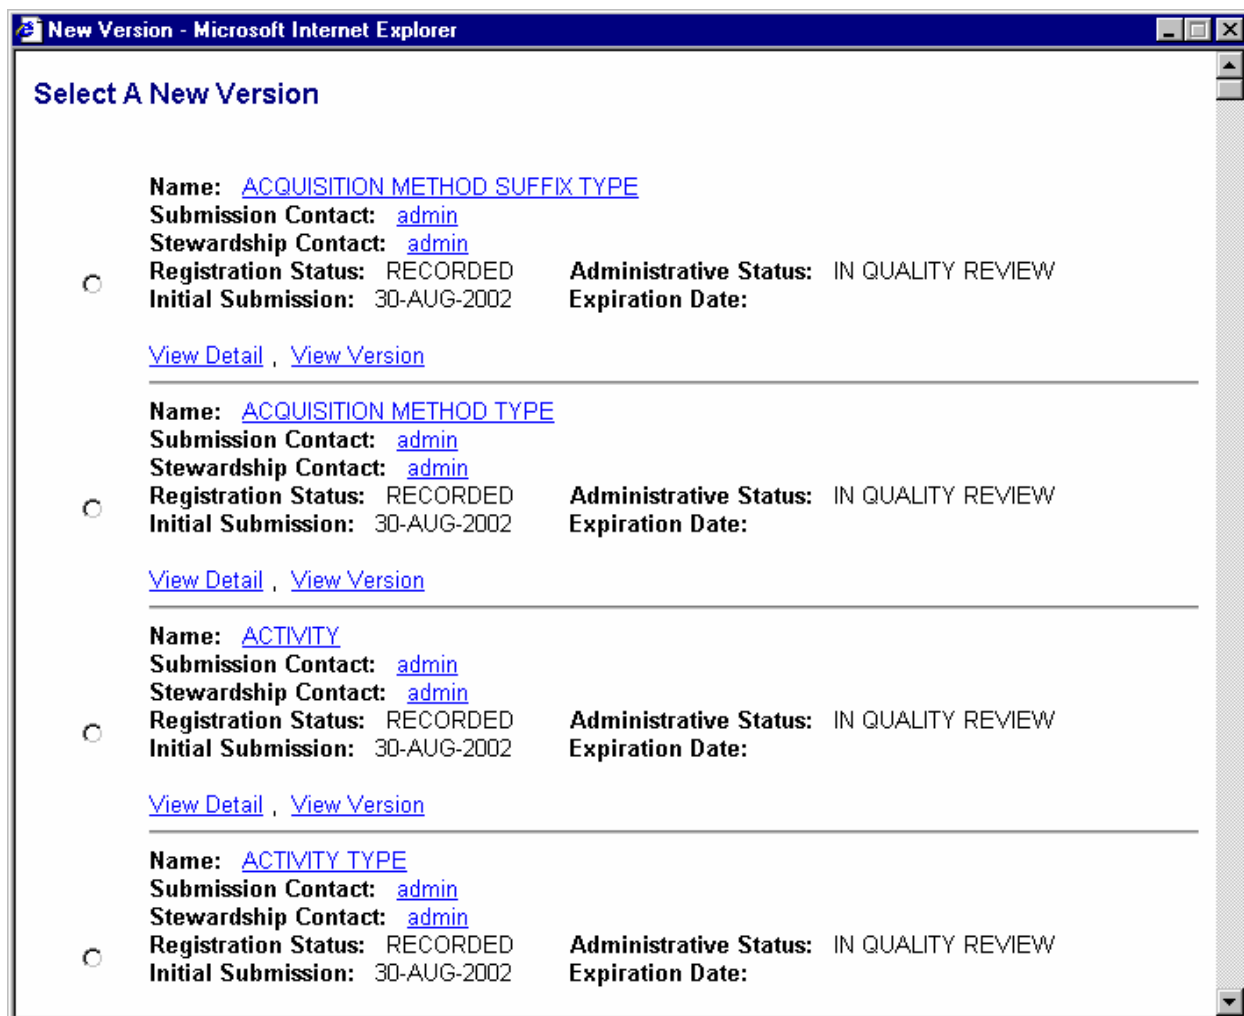 New Version - Microsoft Internet Explorer
Select A New Version
Name: ACQUISITION METHOD SUFFIX TYPE
Submission Contact: admin
Stewardship Contact: admin
Registration Status: RECORDED Administrative Status: IN QUALITY REVIEW
Initial Submission: 30-AUG-2002 Expiration Date:
View Detail , View Version
Name: ACQUISITION METHOD TYPE
Submission Contact: admin
Stewardship Contact: admin
Registration Status: RECORDED Administrative Status: IN QUALITY REVIEW
Initial Submission: 30-AUG-2002 Expiration Date:
View Detail , View Version
Name: ACTIVITY
Submission Contact: admin
Stewardship Contact: admin
Registration Status: RECORDED Administrative Status: IN QUALITY REVIEW
Initial Submission: 30-AUG-2002 Expiration Date:
View Detail , View Version
Name: ACTIVITY TYPE
Submission Contact: admin
Stewardship Contact: admin
Registration Status: RECORDED Administrative Status: IN QUALITY REVIEW
Initial Submission: 30-AUG-2002 Expiration Date: